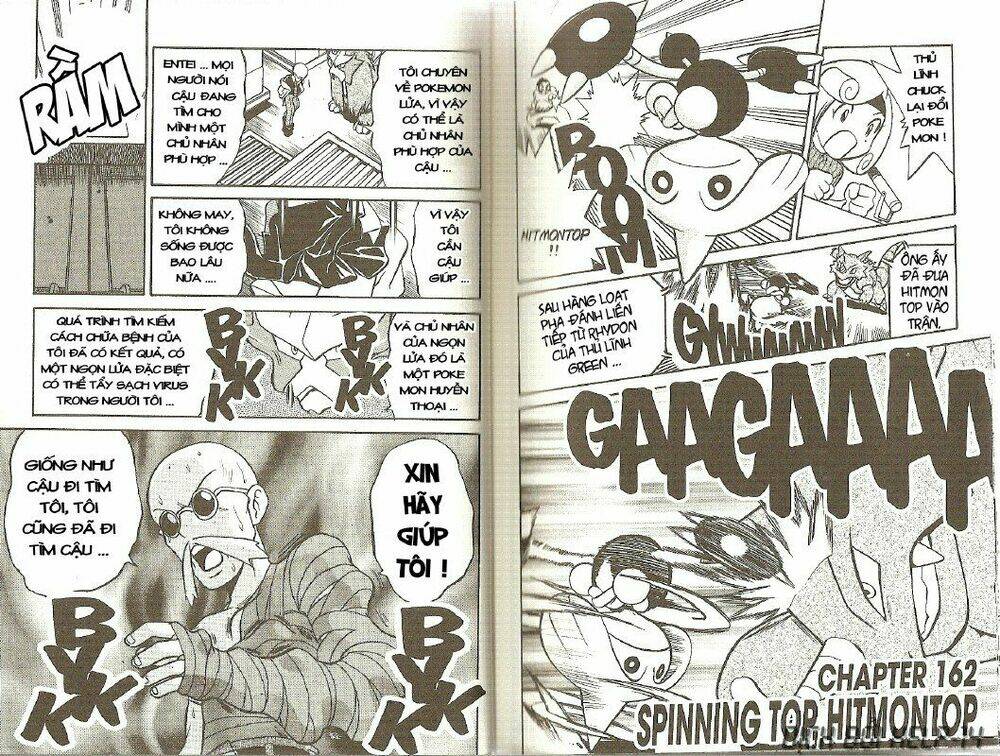 RẦM
TÔI CHUYÊN
VỀ POKEMON
LỬA, VÌ VẬY
CÓ THỂ LÀ
CHỦ NHÂN
PHÙ HỢP CỦA
CẬU ...
ENTEI ... MỌI
NGƯỜI NÓI
CẬU ĐANG
TÌM CHO
MÌNH MỘT
CHỦ NHÂN
PHÙ HỢP ...
VÌ VẬY
TÔI
CẦN CẬU
GIÚP ...
KHÔNG MAY,
TÔI KHÔNG
SỐNG ĐƯỢC
BAO LÂU
NỮA ...
VÀ CHỦ NHÂN
CỦA NGỌN
LỬA ĐÓ LÀ
MỘT POKE
MON HUYỀN
THOẠI ...
QUÁ TRÌNH TÌM KIẾM
CÁCH CHỮA BỆNH CỦA
TÔI ĐÃ CÓ KẾT QUẢ, CÓ
MỘT NGỌN LỬA ĐẶC BIỆT
CÓ THỂ TẨY SẠCH VIRUS
TRONG NGƯỜI TÔI ...
XIN
HÃY
GIÚP
TÔI !
GIỐNG NHƯ
CẬU ĐI TÌM
TÔI, TÔI
CŨNG ĐÃ ĐI
TÌM CẬU ...
THỦ
LĨNH
CHUCK
LẠI ĐỔI
POKE
MON !
HITMONTOP
!!
ÔNG ẤY
ĐÃ ĐƯA
HITMON
TOP VÀO
TRẬN.
SAU HÀNG LOẠT
PHA ĐÁNH LIÊN
TIẾP TỪ RHYDON
CỦA THỦ LĨNH
GREEN ...
GAAGAAAA
CHAPTER 162
SPINNING TOP HITMONTOP